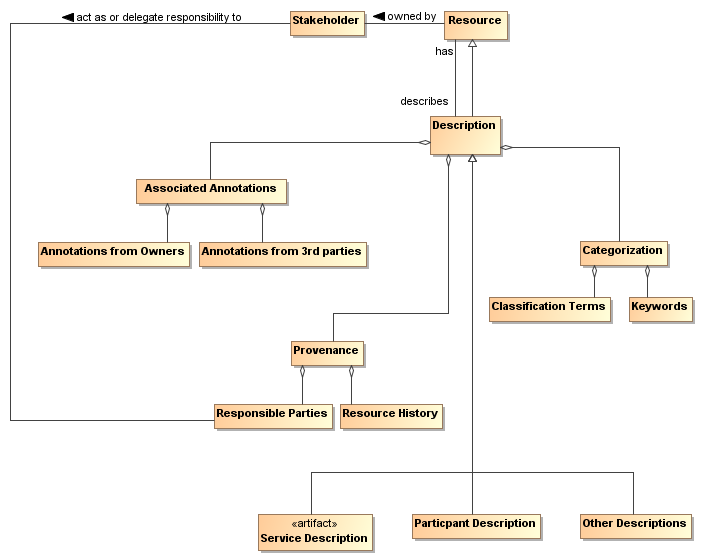 act as or delegate responsibility to
Stakeholder
owned by
Resource
has
describes
Description
Associated Annotations
Annotations from Owners
Annotations from 3rd parties
Categorization
Classification Terms
Keywords
Provenance
Responsible Parties
Resource History
«artifact»
Service Description
Particpant Description
Other Descriptions